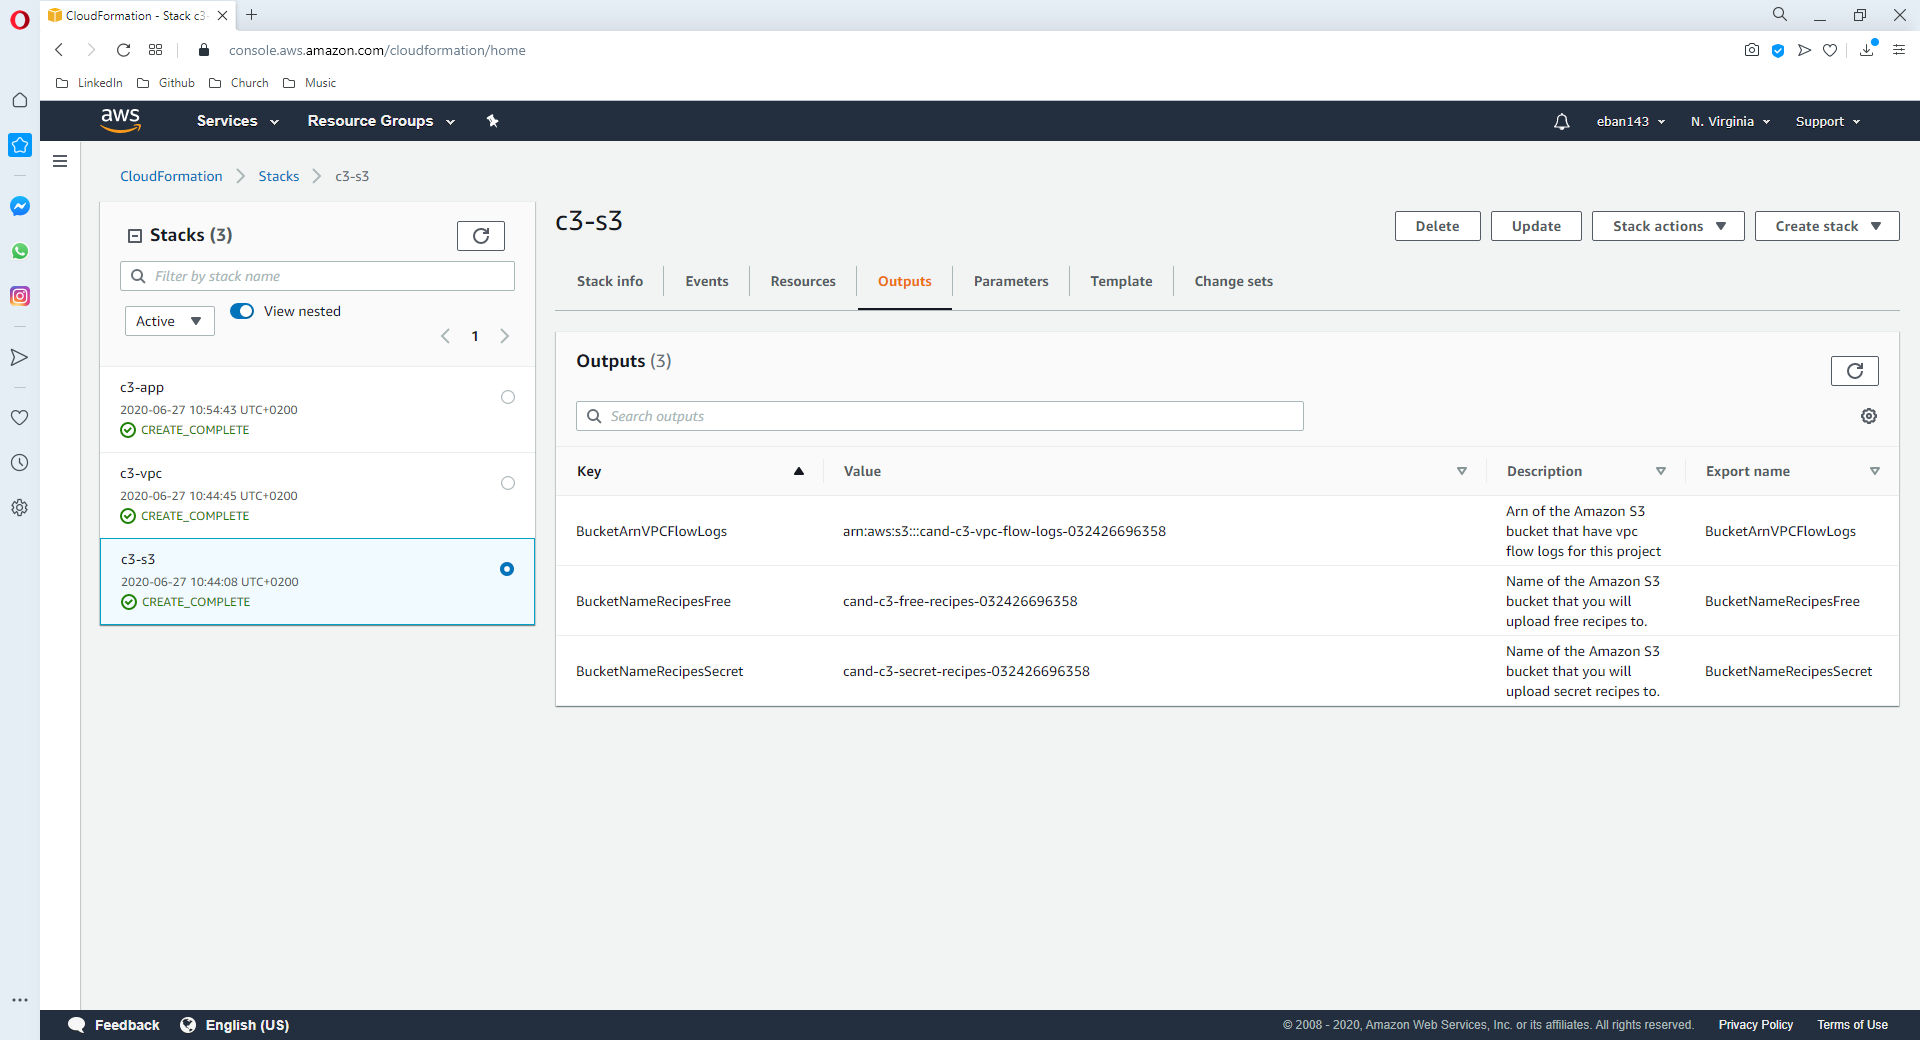 CloudFormation - Stack c3-
console.aws.amazon.com/cloudformation/home
LinkedIn Github Church Music
aws Services Resource Groups eban143 N. Virginia Support
CloudFormation Stacks c3-s3
Stacks (3)
Filter by stack name
Active View nested
1
c3-app
2020-06-27 10:54:43 UTC+0200
CREATE_COMPLETE
c3-vpc
2020-06-27 10:44:45 UTC+0200
CREATE_COMPLETE
c3-s3
2020-06-27 10:44:08 UTC+0200
CREATE_COMPLETE
c3-s3
Delete Update Stack actions Create stack
Stack info Events Resources Outputs Parameters Template Change sets
Outputs (3)
Search outputs
Key Value Description Export name
BucketArnVPCFlowLogs arn:aws:s3:::cand-c3-vpc-flow-logs-032426696358 Arn of the Amazon S3
bucket that have vpc
flow logs for this project BucketArnVPCFlowLogs
BucketNameRecipesFree cand-c3-free-recipes-032426696358 Name of the Amazon S3
bucket that you will
upload free recipes to. BucketNameRecipesFree
BucketNameRecipesSecret cand-c3-secret-recipes-032426696358 Name of the Amazon S3
bucket that you will
upload secret recipes to. BucketNameRecipesSecret
Feedback English (US) © 2008 - 2020, Amazon Web Services, Inc. or its affiliates. All rights reserved. Privacy Policy Terms of Use